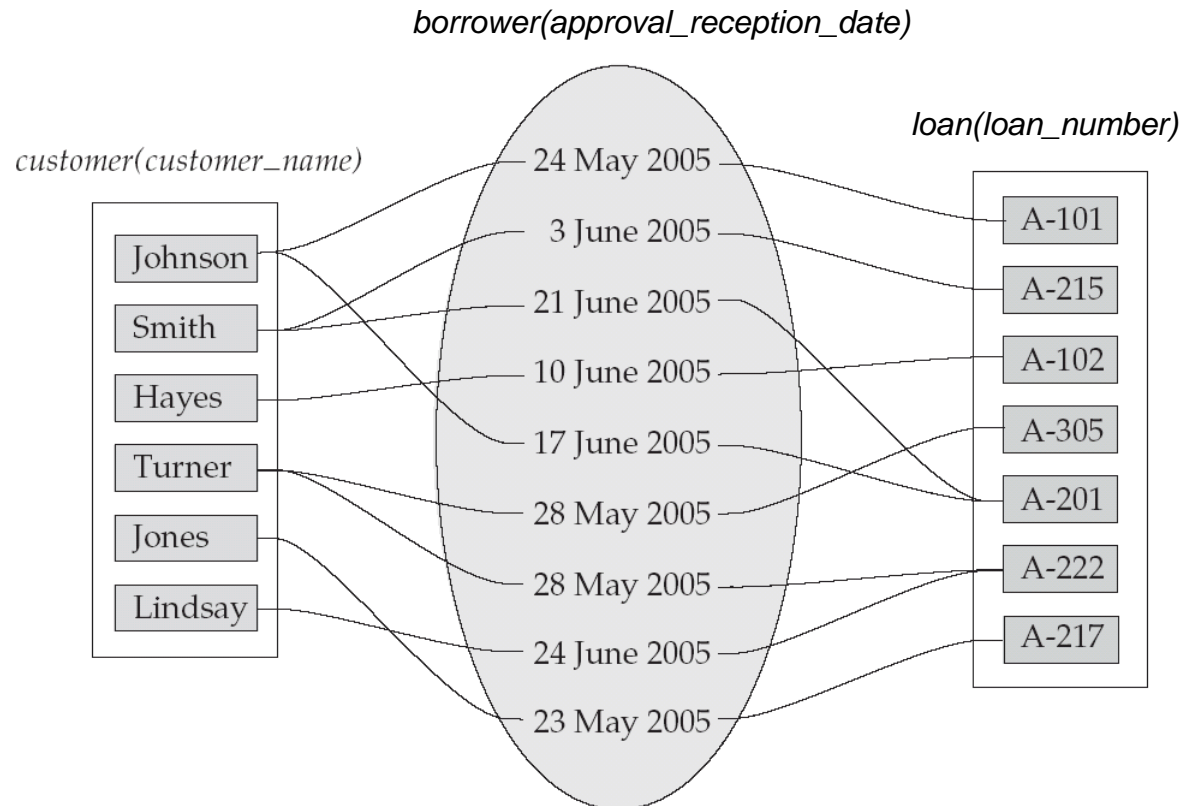 borrower(approval_reception_date)
loan(loan_number)
customer(customer_name)
Johnson
Smith
Hayes
Turner
Jones
Lindsay
24 May 2005
3 June 2005
21 June 2005
10 June 2005
17 June 2005
28 May 2005
28 May 2005
24 June 2005
23 May 2005
A-101
A-215
A-102
A-305
A-201
A-222
A-217